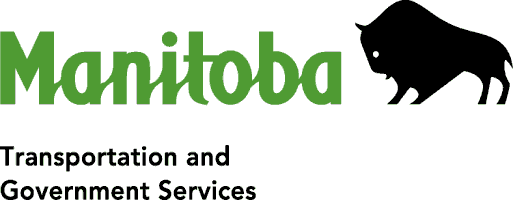 Manitoba
Transportation and
Government Services